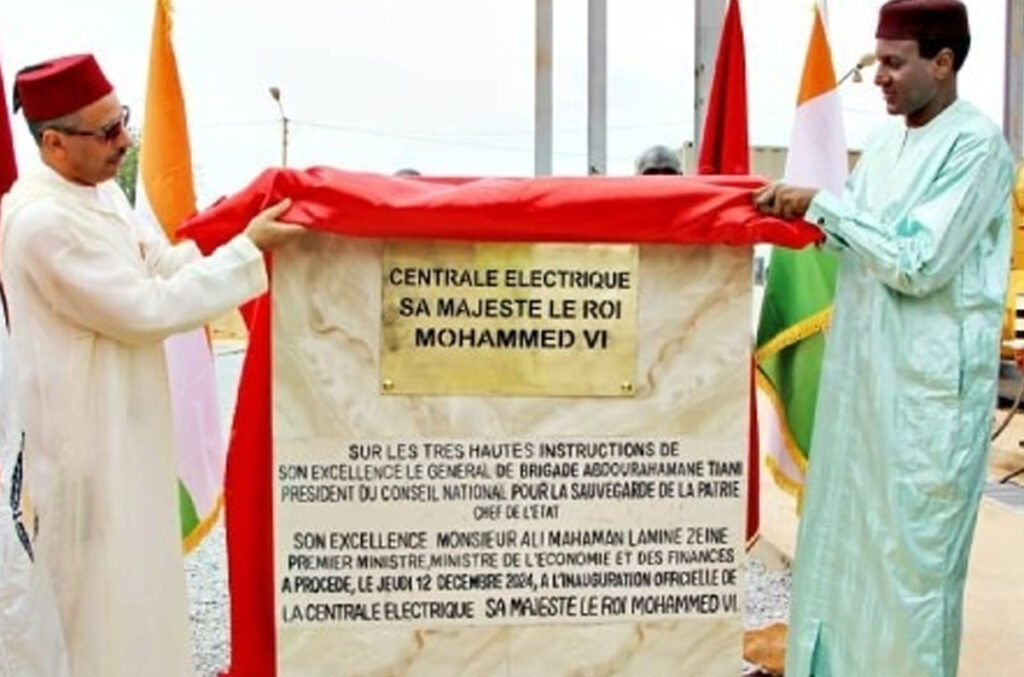 CENTRALE ELECTRIQUE
SA MAJESTE LE ROI
MOHAMMED VI
SUR LES TRES HAUTES INSTRUCTIONS DE
SON EXCELLENCE LE GENERAL DE BRIGADE ABDOURAHAMANE TIANI
PRESIDENT DU CONSEIL NATIONAL POUR LA SAUVEGARDE DE LA PATRIE
CHEF DE L'ETAT
SON EXCELLENCE MONSIEUR ALI MAHAMAN LAMINE ZEINE
PREMIER MINISTRE, MINISTRE DE L'ECONOMIE ET DES FINANCES
A PROCEDE, LE JEUDI 12 DECEMBRE 2024, A L'INAUGURATION OFFICIELLE DE
LA CENTRALE ELECTRIQUE SA MAJESTE LE ROI MOHAMMED VI.